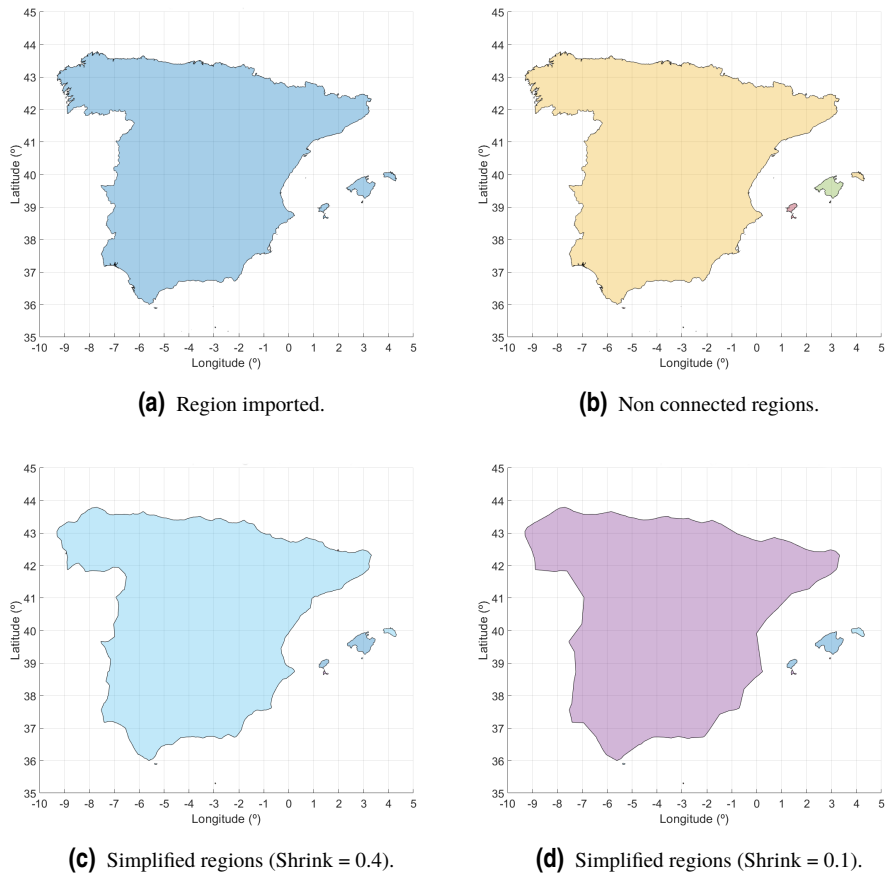 45
44
43
42
41
40
39
38
37
36
35
Latitude (º)
-10 -9 -8 -7 -6 -5 -4 -3 -2 -1 0 1 2 3 4 5
Longitude (º)
(a) Region imported.
45
44
43
42
41
40
39
38
37
36
35
Latitude (º)
-10 -9 -8 -7 -6 -5 -4 -3 -2 -1 0 1 2 3 4 5
Longitude (º)
(b) Non connected regions.
45
44
43
42
41
40
39
38
37
36
35
Latitude (º)
-10 -9 -8 -7 -6 -5 -4 -3 -2 -1 0 1 2 3 4 5
Longitude (º)
(c) Simplified regions (Shrink = 0.4).
45
44
43
42
41
40
39
38
37
36
35
Latitude (º)
-10 -9 -8 -7 -6 -5 -4 -3 -2 -1 0 1 2 3 4 5
Longitude (º)
(d) Simplified regions (Shrink = 0.1).